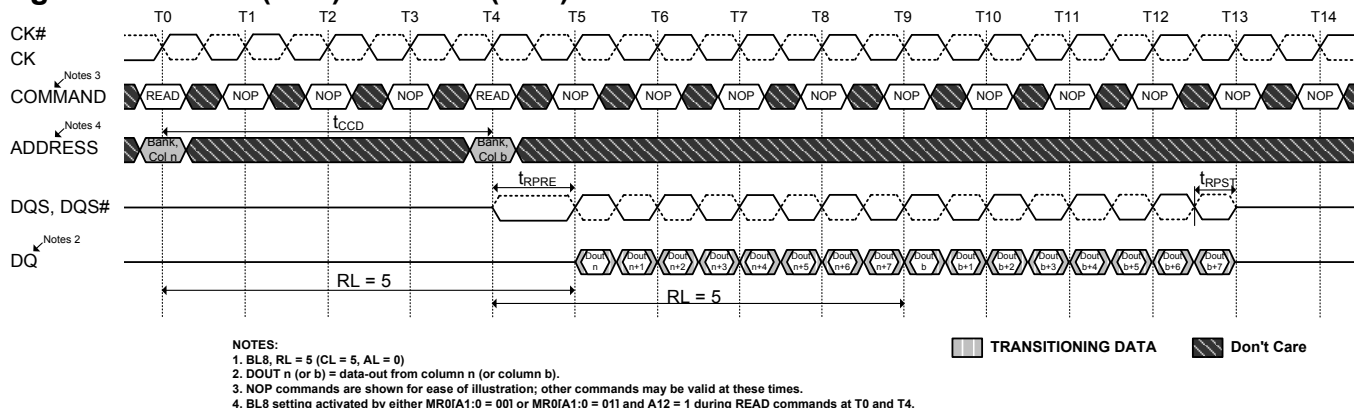 T0 T1 T2 T3 T4 T5 T6 T7 T8 T9 T10 T11 T12 T13 T14
CK#
CK
Notes 3
COMMAND READ NOP NOP NOP READ NOP NOP NOP NOP NOP NOP NOP NOP NOP NOP
tCCD
Notes 4
ADDRESS
Bank, Col n
Bank, Col b
tRPRE
tRPST
DQS, DQS#
Notes 2
DQ
Dout n
Dout n+1
Dout n+2
Dout n+3
Dout n+4
Dout n+5
Dout n+6
Dout n+7
Dout b
Dout b+1
Dout b+2
Dout b+3
Dout b+4
Dout b+5
Dout b+6
Dout b+7
RL = 5
RL = 5
NOTES:
1. BL8, RL = 5 (CL = 5, AL = 0)
2. DOUT n (or b) = data-out from column n (or column b).
3. NOP commands are shown for ease of illustration; other commands may be valid at these times.
4. BL8 setting activated by either MR0[A1:0 = 00] or MR0[A1:0 = 01] and A12 = 1 during READ commands at T0 and T4.
TRANSITIONING DATA
Don't Care